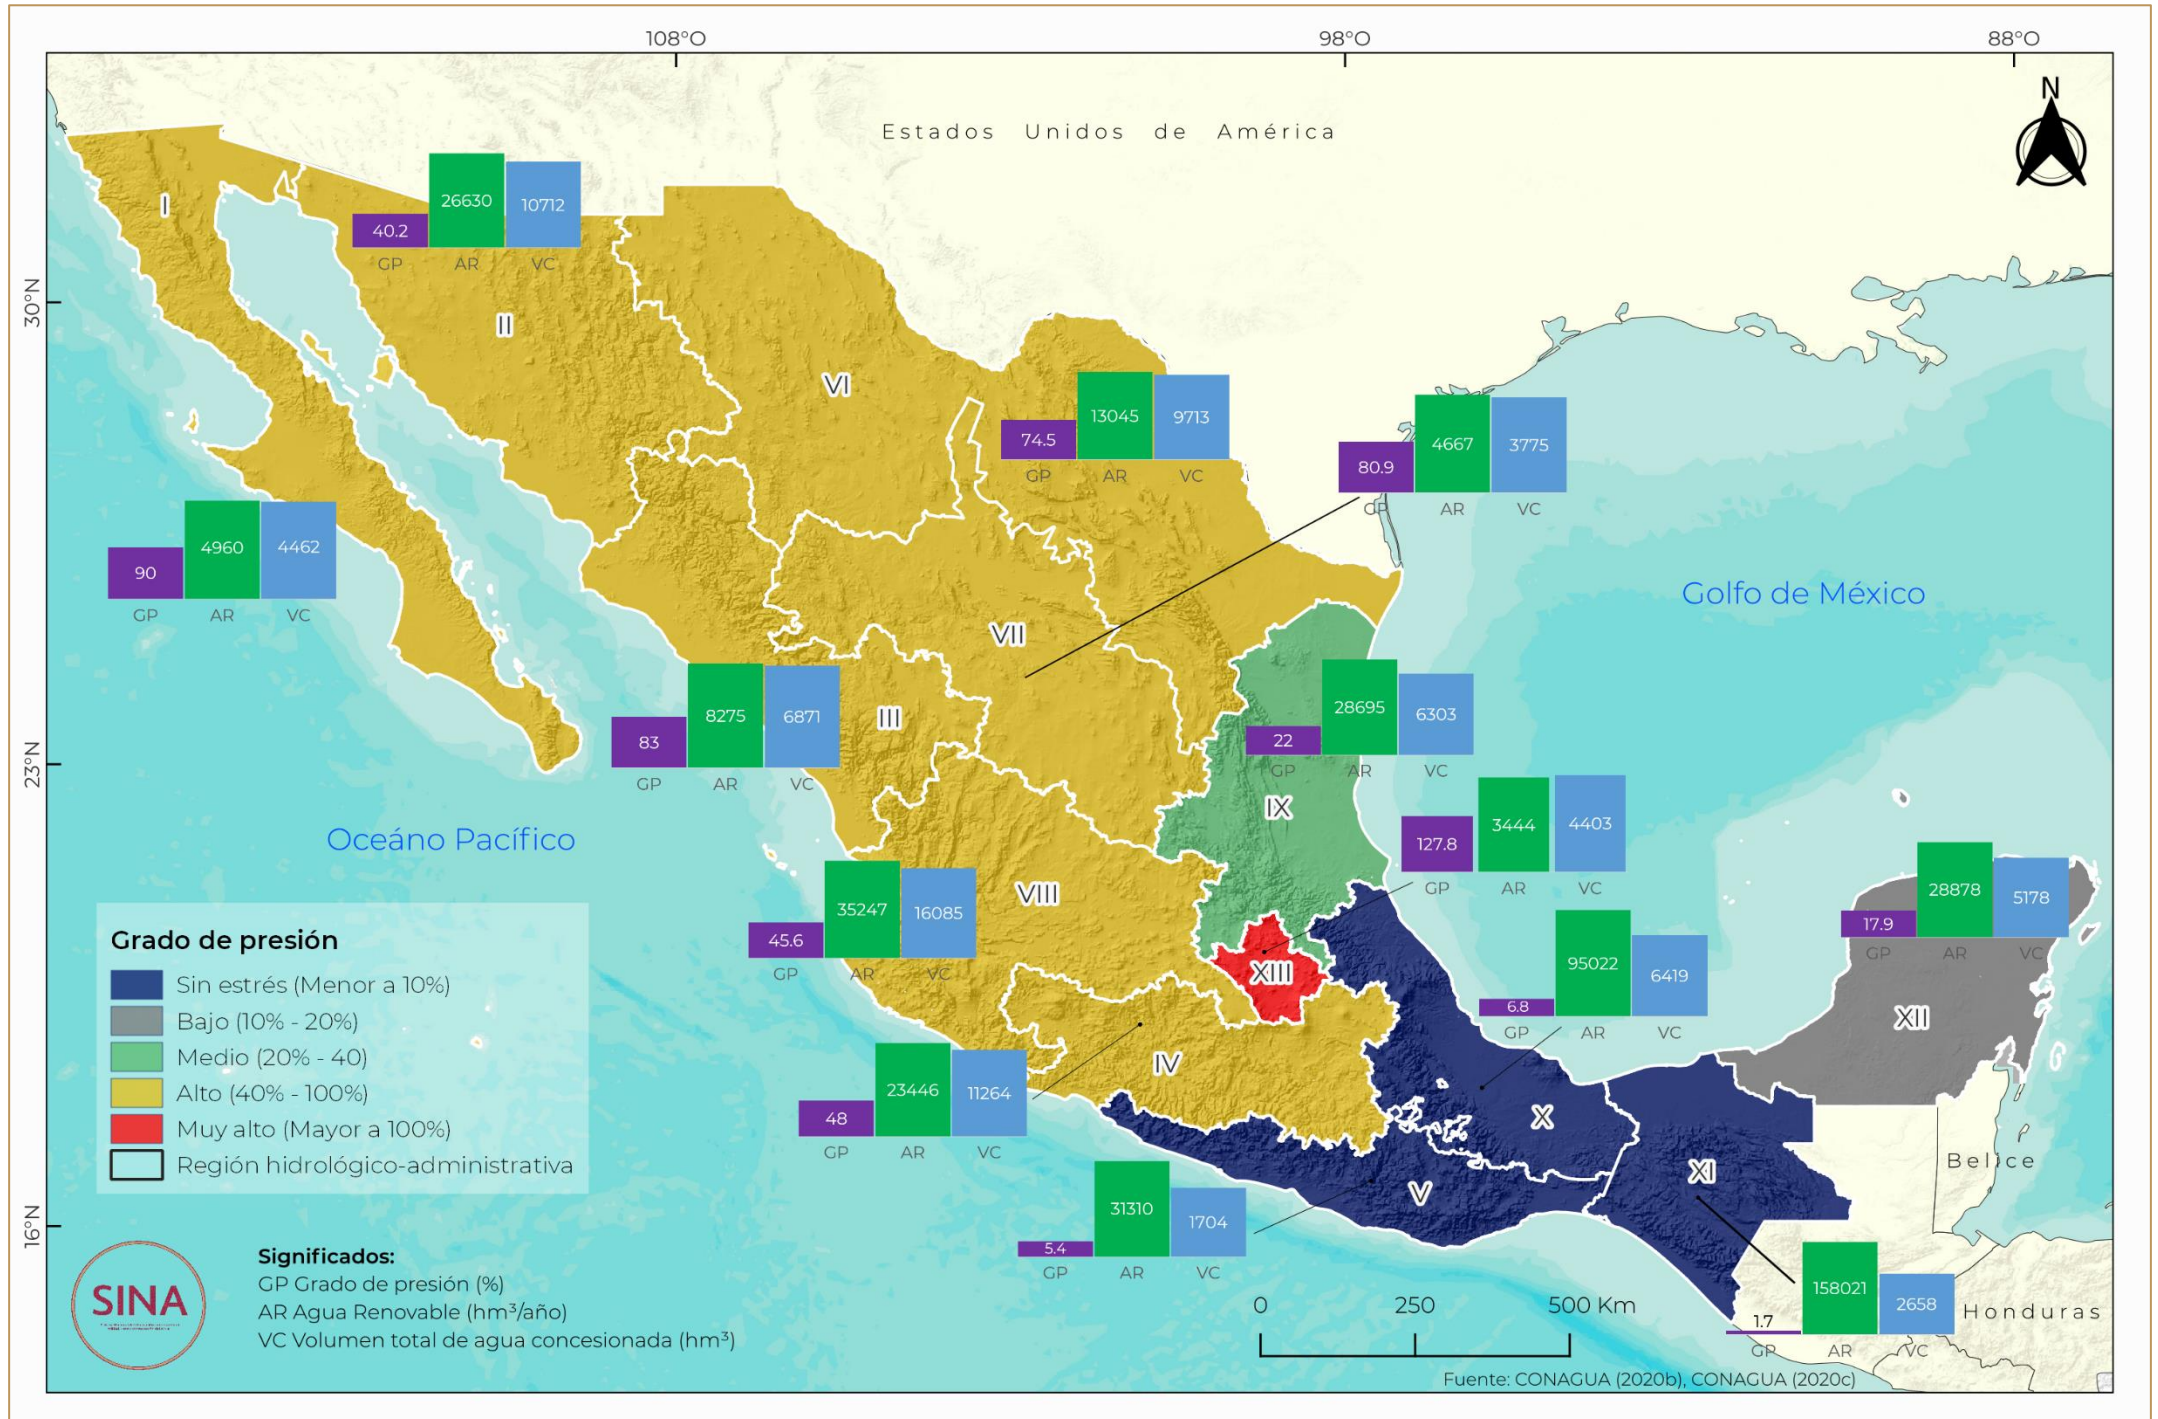 108°O
98°O
88°O
N
Estados Unidos de América
30°N
23°N
16°N
I
26630
10712
40.2
GP
AR
VC
II
VI
13045
9713
74.5
GP
AR
VC
4667
3775
80.9
GP
AR
VC
4960
4462
90
GP
AR
VC
Golfo de México
VII
8275
6871
83
GP
AR
VC
III
28695
6303
22
GP
AR
VC
IX
3444
4403
127.8
GP
AR
VC
Oceáno Pacífico
VIII
35247
16085
45.6
GP
AR
VC
28878
5178
17.9
GP
AR
VC
XII
95022
6419
6.8
GP
AR
VC
XIII
IV
23446
11264
48
GP
AR
VC
X
V
XI
Belice
31310
1704
5.4
GP
AR
VC
158021
2658
1.7
GP
AR
VC
Honduras
Grado de presión
Sin estrés (Menor a 10%)
Bajo (10% - 20%)
Medio (20% - 40)
Alto (40% - 100%)
Muy alto (Mayor a 100%)
Región hidrológico-administrativa
SINA
Significados:
GP Grado de presión (%)
AR Agua Renovable (hm³/año)
VC Volumen total de agua concesionada (hm³)
0 250 500 Km
Fuente: CONAGUA (2020b), CONAGUA (2020c)